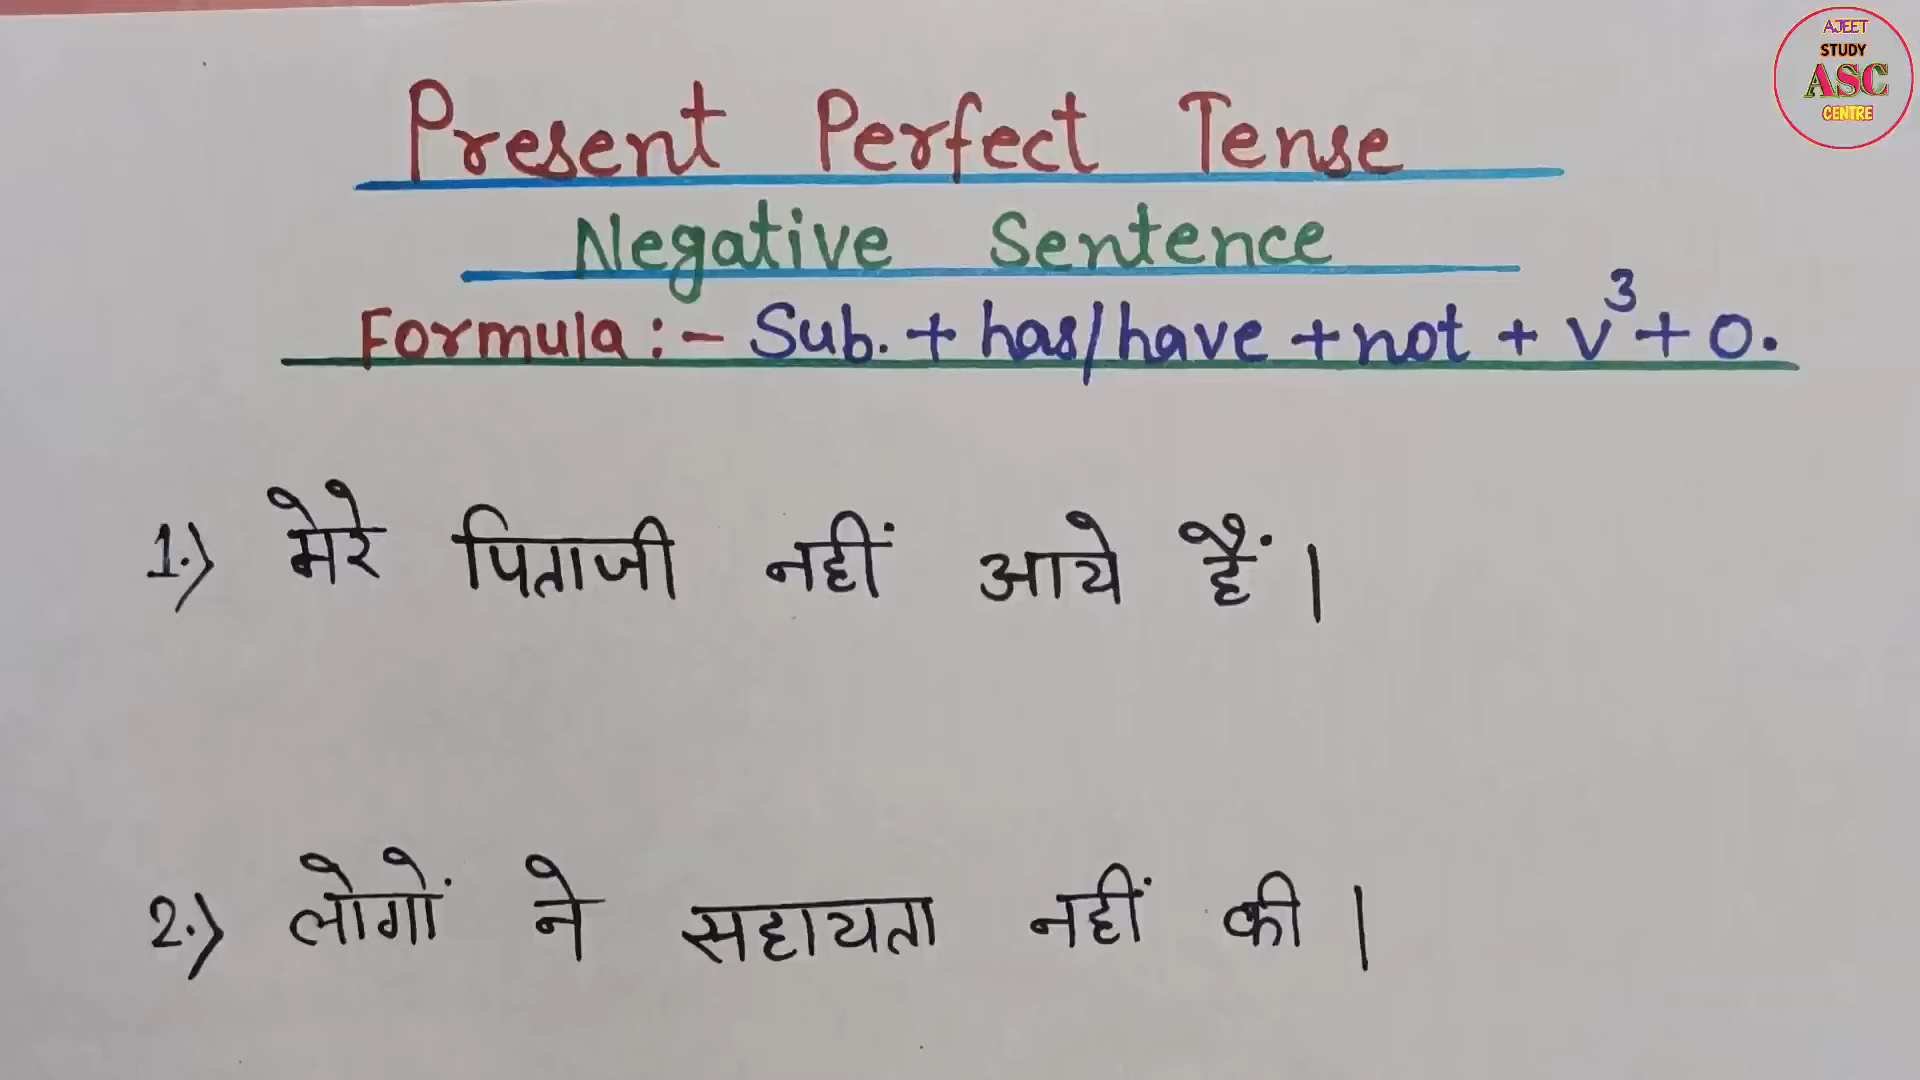 AJEET
STUDY
ASC
CENTRE
Present Perfect Tense
Negative Sentence
Formula :- Sub. + has/have + not + v³ + o.
1.) मेरे पिताजी नहीं आये हैं।
2.) लोगों ने सहायता नहीं की।